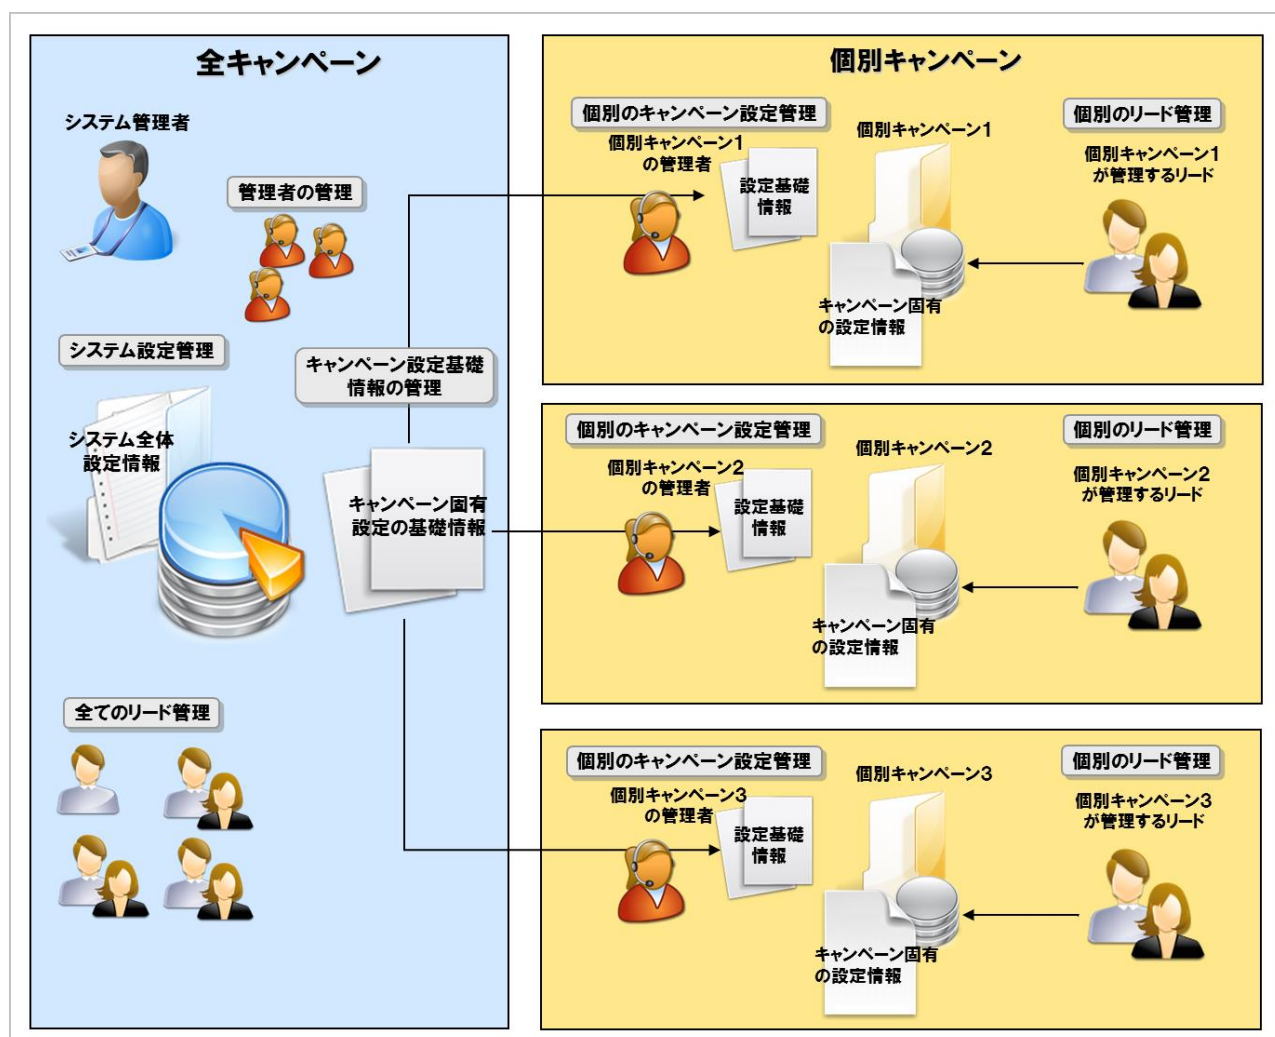 全キャンペーン
システム管理者
管理者の管理
システム設定管理
キャンペーン設定基礎
情報の管理
システム全体
設定情報
キャンペーン固有
設定の基礎情報
全てのリード管理
個別キャンペーン
個別のキャンペーン設定管理
個別キャンペーン1
の管理者
設定基礎
情報
個別キャンペーン1
キャンペーン固有
の設定情報
個別のリード管理
個別キャンペーン1
が管理するリード
個別のキャンペーン設定管理
個別キャンペーン2
の管理者
設定基礎
情報
個別キャンペーン2
キャンペーン固有
の設定情報
個別のリード管理
個別キャンペーン2
が管理するリード
個別のキャンペーン設定管理
個別キャンペーン3
の管理者
設定基礎
情報
個別キャンペーン3
キャンペーン固有
の設定情報
個別のリード管理
個別キャンペーン3
が管理するリード